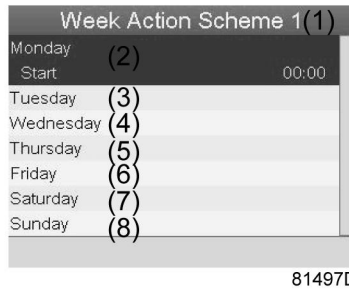 Week Action Scheme 1(1)
Monday (2)
Start 00:00
Tuesday (3)
Wednesday (4)
Thursday (5)
Friday (6)
Saturday (7)
Sunday (8)
81497D